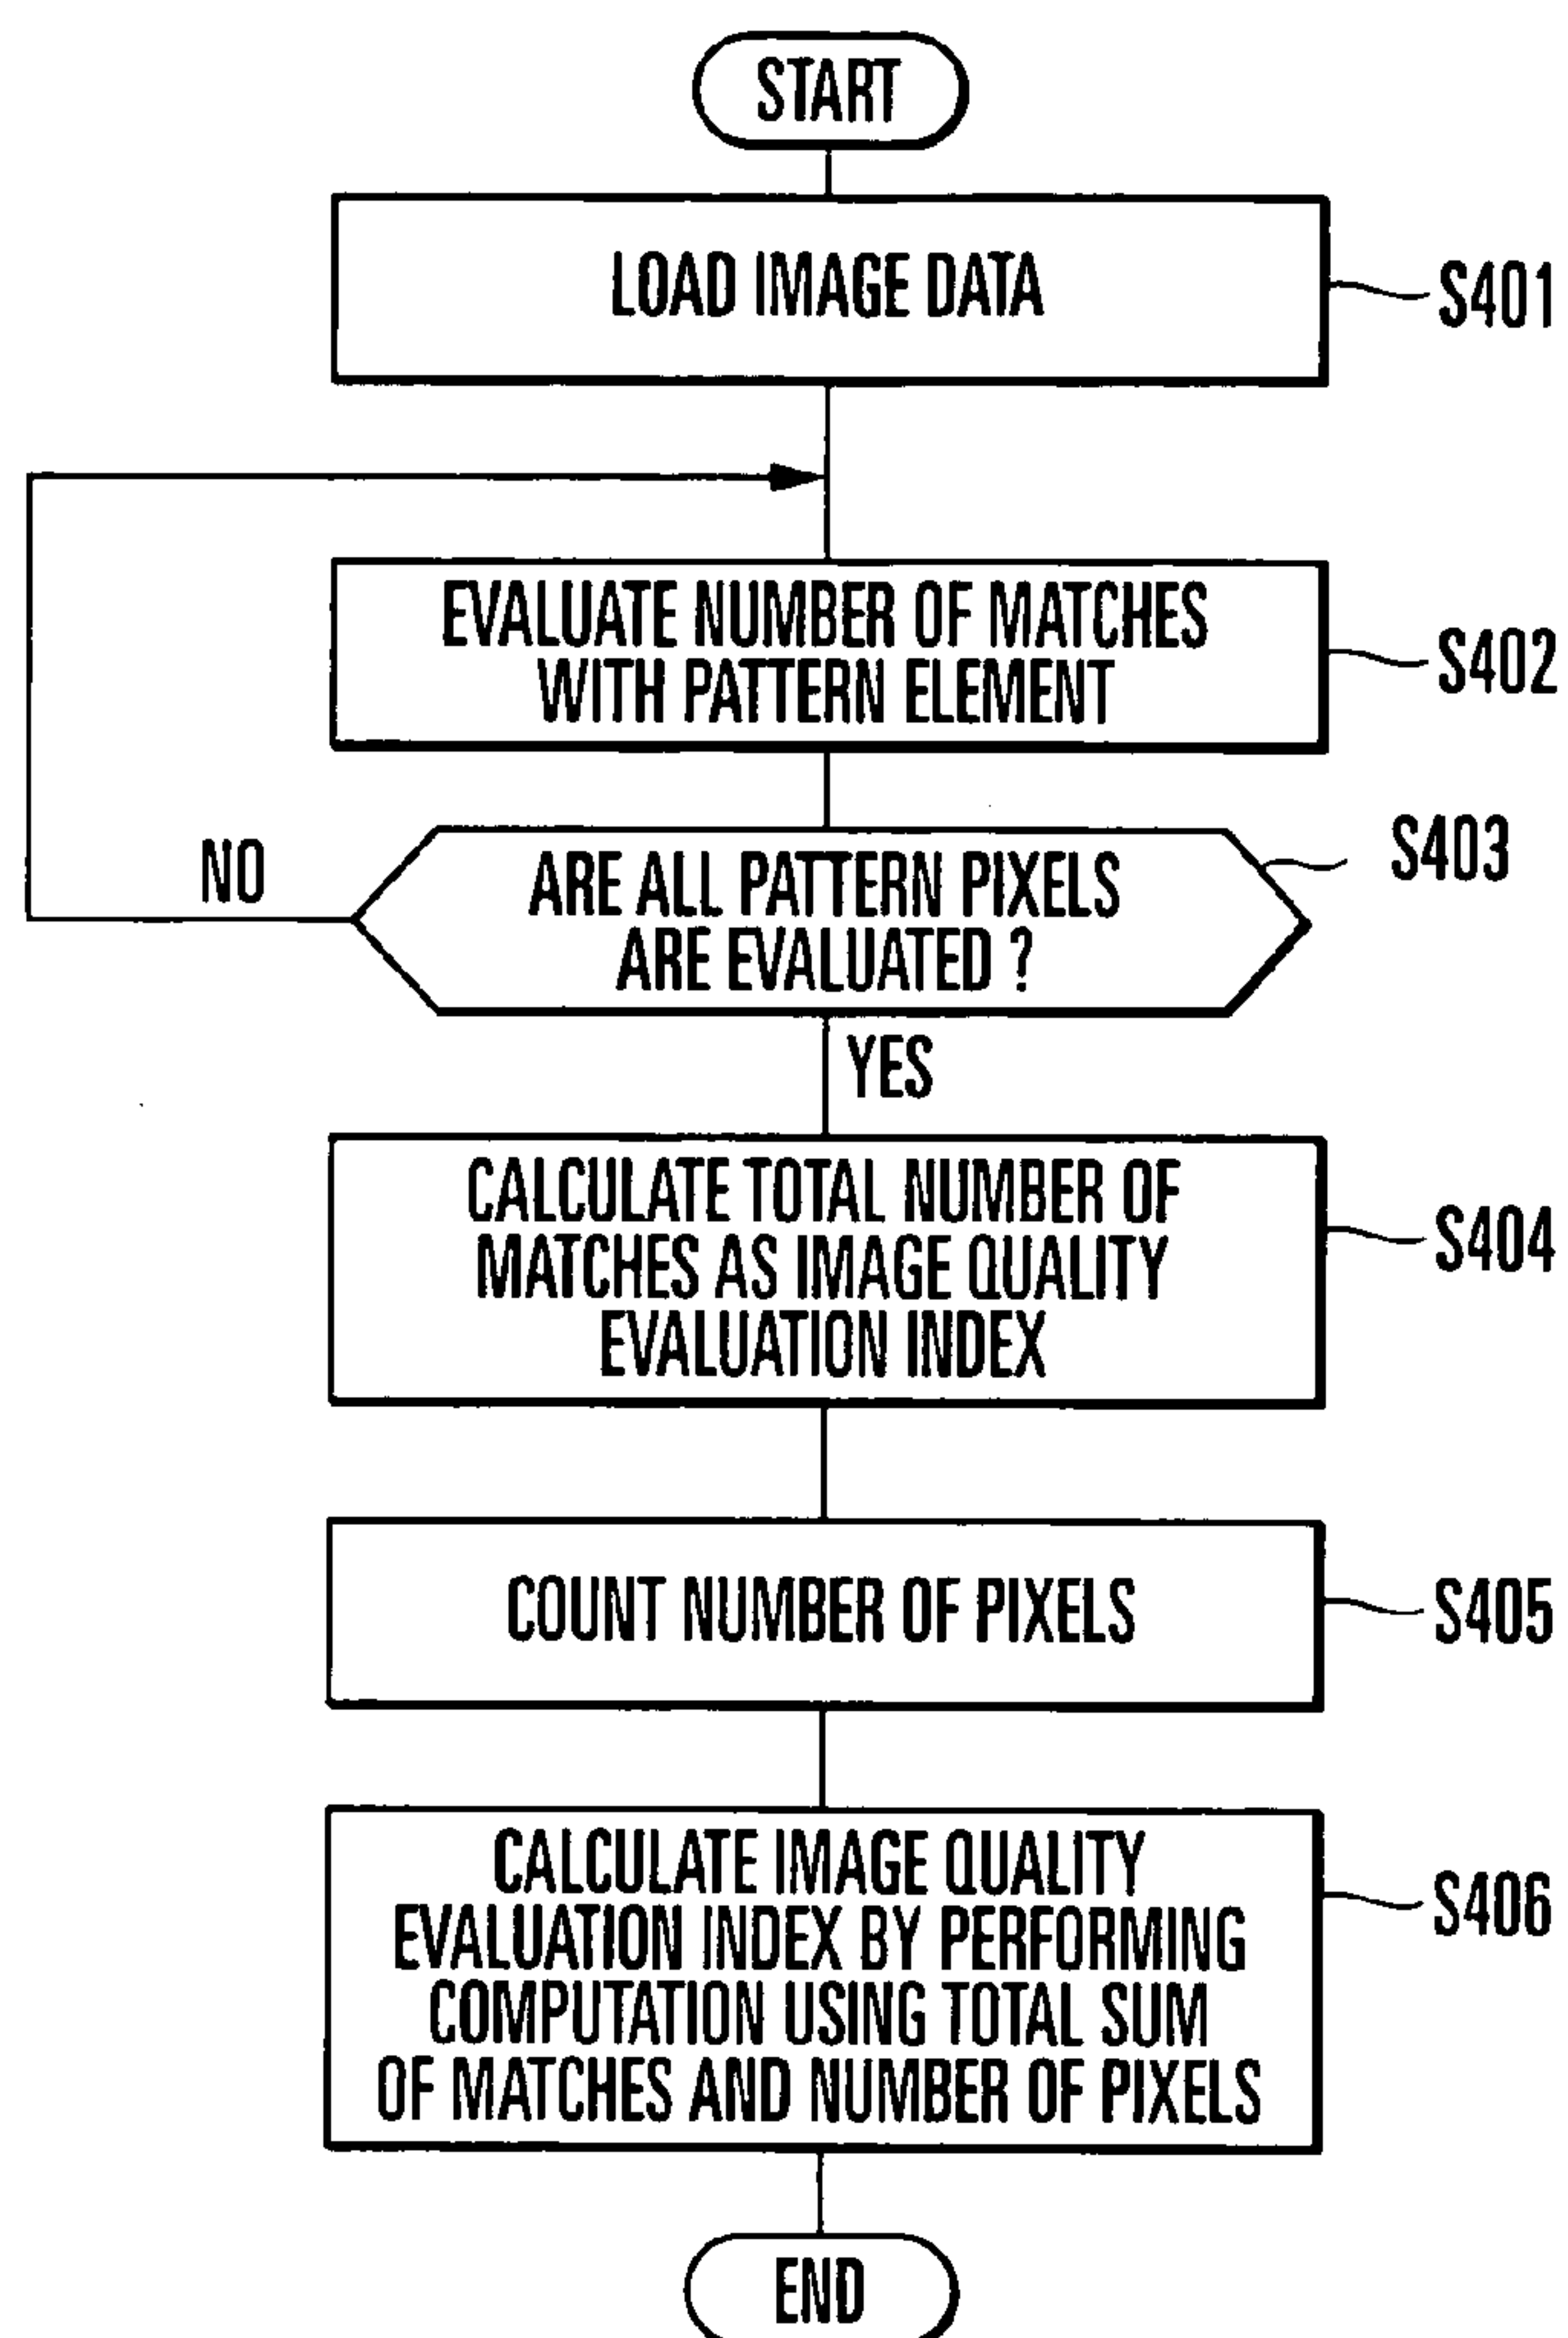 START
LOAD IMAGE DATA
S401
EVALUATE NUMBER OF MATCHES
WITH PATTERN ELEMENT
S402
NO
ARE ALL PATTERN PIXELS
ARE EVALUATED ?
S403
YES
CALCULATE TOTAL NUMBER OF
MATCHES AS IMAGE QUALITY
EVALUATION INDEX
S404
COUNT NUMBER OF PIXELS
S405
CALCULATE IMAGE QUALITY
EVALUATION INDEX BY PERFORMING
COMPUTATION USING TOTAL SUM
OF MATCHES AND NUMBER OF PIXELS
S406
END